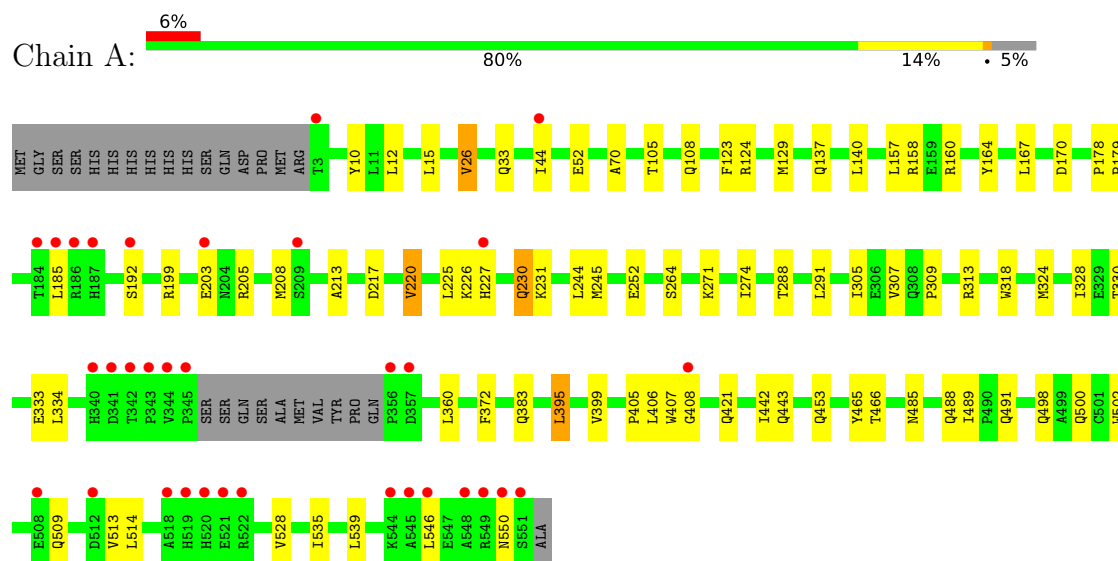 6%
Chain A:
80% 14% • 5%
MET GLY SER SER HIS HIS HIS HIS HIS HIS SER GLN ASP PRO MET ARG T3 Y10 L11 L12 L15 V26 Q33 I44 E52 A70 T105 Q108 F123 R124 M129 Q137 L140 L157 R158 E159 R160 Y164 L167 D170 P178 R179
T184 L185 R186 H187 S192 R199 E203 N204 R205 M208 S209 A213 D217 V220 L225 K226 H227 Q230 K231 L244 M245 E252 S264 K271 I274 T288 L291 I305 E306 V307 Q308 P309 R313 W318 M324 I328 E329 T330
E333 L334 H340 D341 T342 P343 V344 P345 SER SER GLN SER ALA MET VAL TYR PRO GLN P356 D357 L360 F372 Q383 L395 V399 P405 L406 W407 G408 Q421 I442 Q443 Q453 Y465 T466 N485 Q488 I489 P490 Q491 Q498 A499 Q500 C501 W502
E508 Q509 D512 V513 L514 A518 H519 H520 E521 R522 V528 I535 L539 K544 A545 L546 E547 A548 R549 N550 S551 ALA